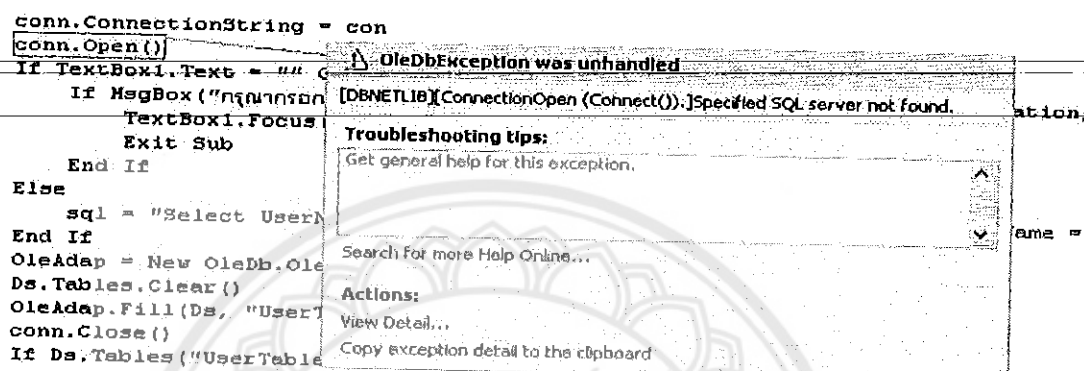 conn.ConnectionString = con
conn.Open()
OleDbException was unhandled
If TextBox1.Text = ""
If MsgBox("กรุณากรอก
[DBNETLIB][ConnectionOpen (Connect()).]Specified SQL server not found.
ation,
TextBox1.Focus
Troubleshooting tips:
Exit Sub
Get general help for this exception.
End If
Else
sql = "Select UserN
ame =
End If
Search for more Help Online...
OleAdap = New OleDb.Ole
Ds.Tables.Clear()
Actions:
OleAdap.Fill(Ds, "UserT
View Detail...
conn.Close()
Copy exception detail to the clipboard
If Ds.Tables("UserTable